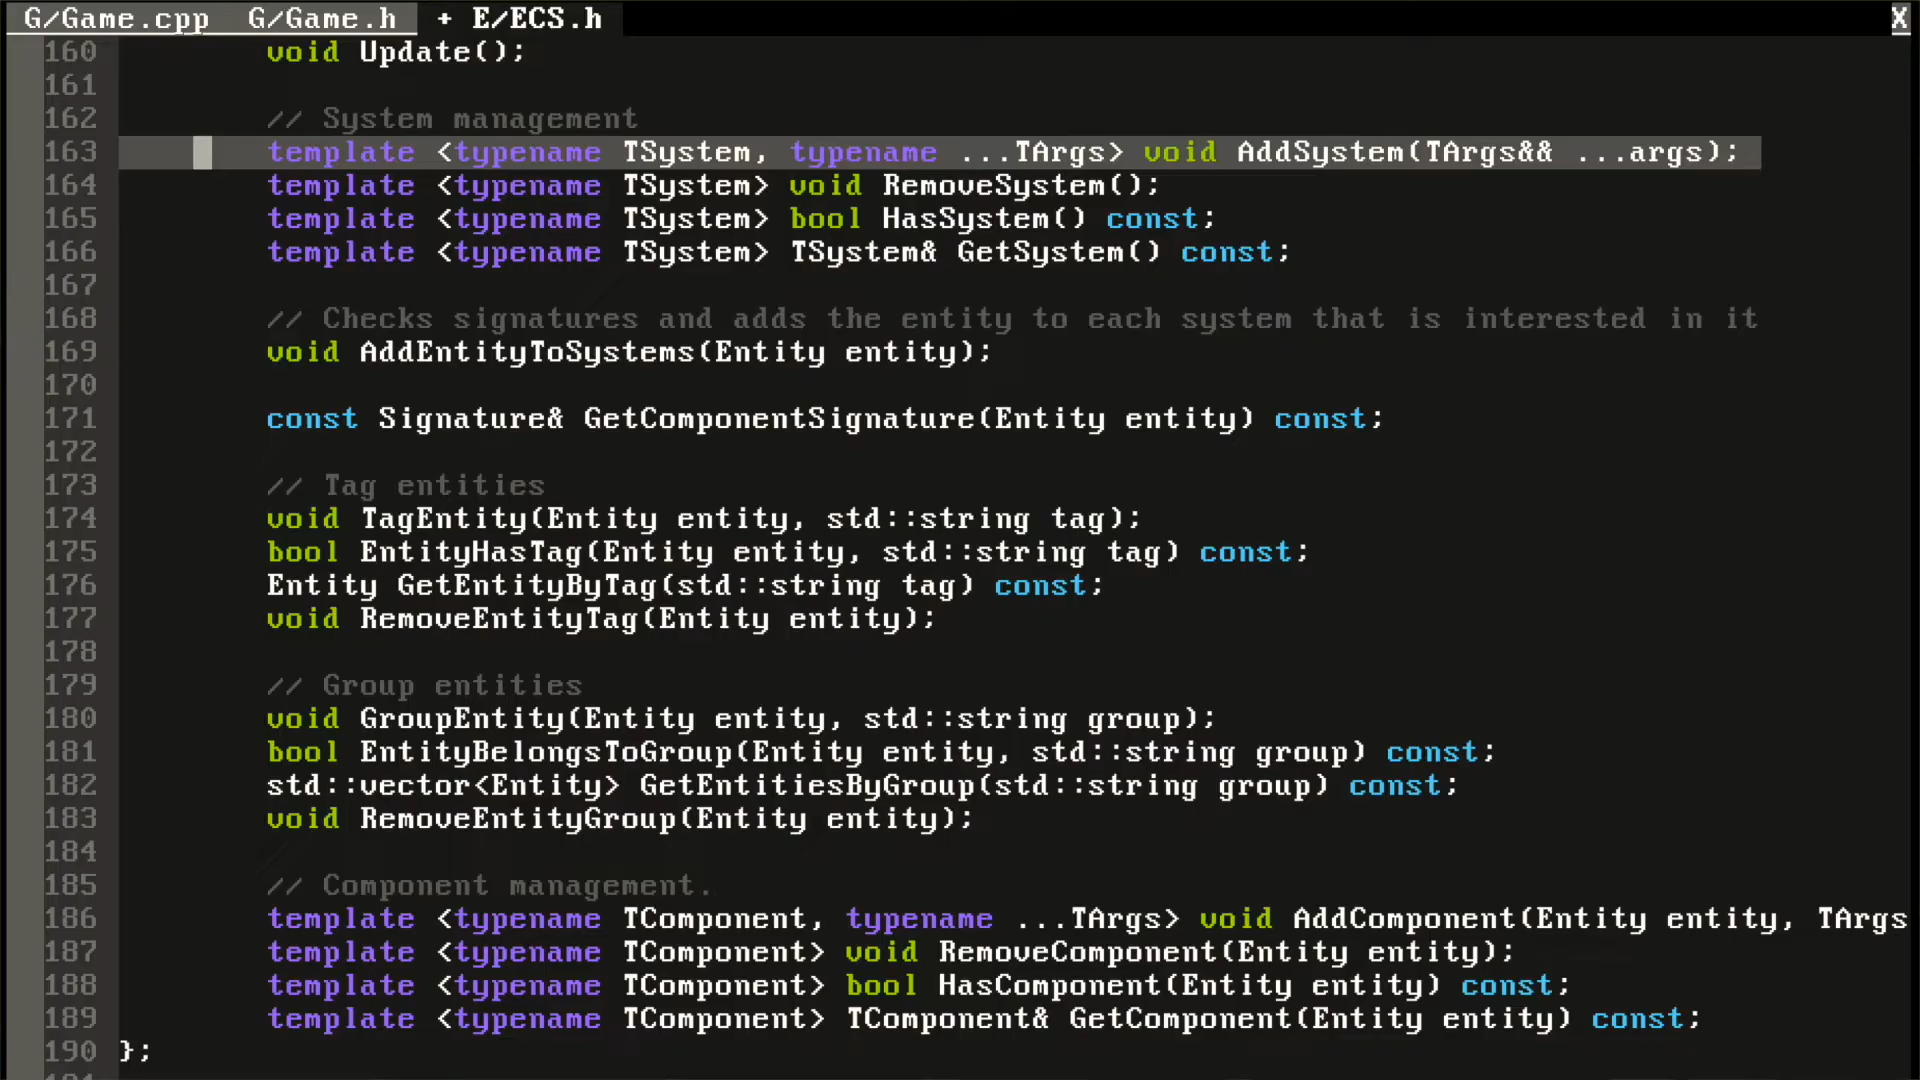 G/Game.cpp  G/Game.h  + E/ECS.h  X
160        void Update();
161
162        // System management
163        template <typename TSystem, typename ...TArgs> void AddSystem(TArgs&& ...args);
164        template <typename TSystem> void RemoveSystem();
165        template <typename TSystem> bool HasSystem() const;
166        template <typename TSystem> TSystem& GetSystem() const;
167
168        // Checks signatures and adds the entity to each system that is interested in it
169        void AddEntityToSystems(Entity entity);
170
171        const Signature& GetComponentSignature(Entity entity) const;
172
173        // Tag entities
174        void TagEntity(Entity entity, std::string tag);
175        bool EntityHasTag(Entity entity, std::string tag) const;
176        Entity GetEntityByTag(std::string tag) const;
177        void RemoveEntityTag(Entity entity);
178
179        // Group entities
180        void GroupEntity(Entity entity, std::string group);
181        bool EntityBelongsToGroup(Entity entity, std::string group) const;
182        std::vector<Entity> GetEntitiesByGroup(std::string group) const;
183        void RemoveEntityGroup(Entity entity);
184
185        // Component management.
186        template <typename TComponent, typename ...TArgs> void AddComponent(Entity entity, TArgs
187        template <typename TComponent> void RemoveComponent(Entity entity);
188        template <typename TComponent> bool HasComponent(Entity entity) const;
189        template <typename TComponent> TComponent& GetComponent(Entity entity) const;
190 };